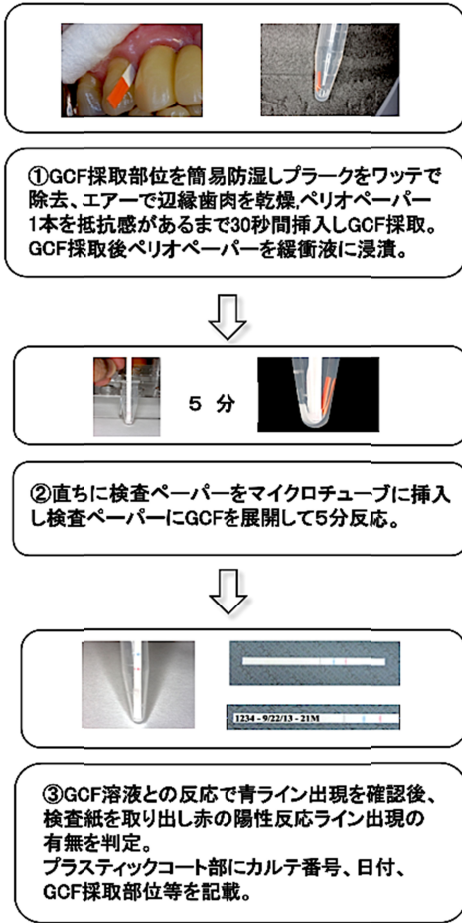 ①GCF採取部位を簡易防湿しプラークをワッテで
除去、エアーで辺縁歯肉を乾燥,ペリオペーパー
1本を抵抗感があるまで30秒間挿入しGCF採取。
GCF採取後ペリオペーパーを緩衝液に浸漬。
5 分
②直ちに検査ペーパーをマイクロチューブに挿入
し検査ペーパーにGCFを展開して5分反応。
1234 - 9/22/13 - 21M
③GCF溶液との反応で青ライン出現を確認後、
検査紙を取り出し赤の陽性反応ライン出現の
有無を判定。
プラスティックコート部にカルテ番号、日付、
GCF採取部位等を記載。